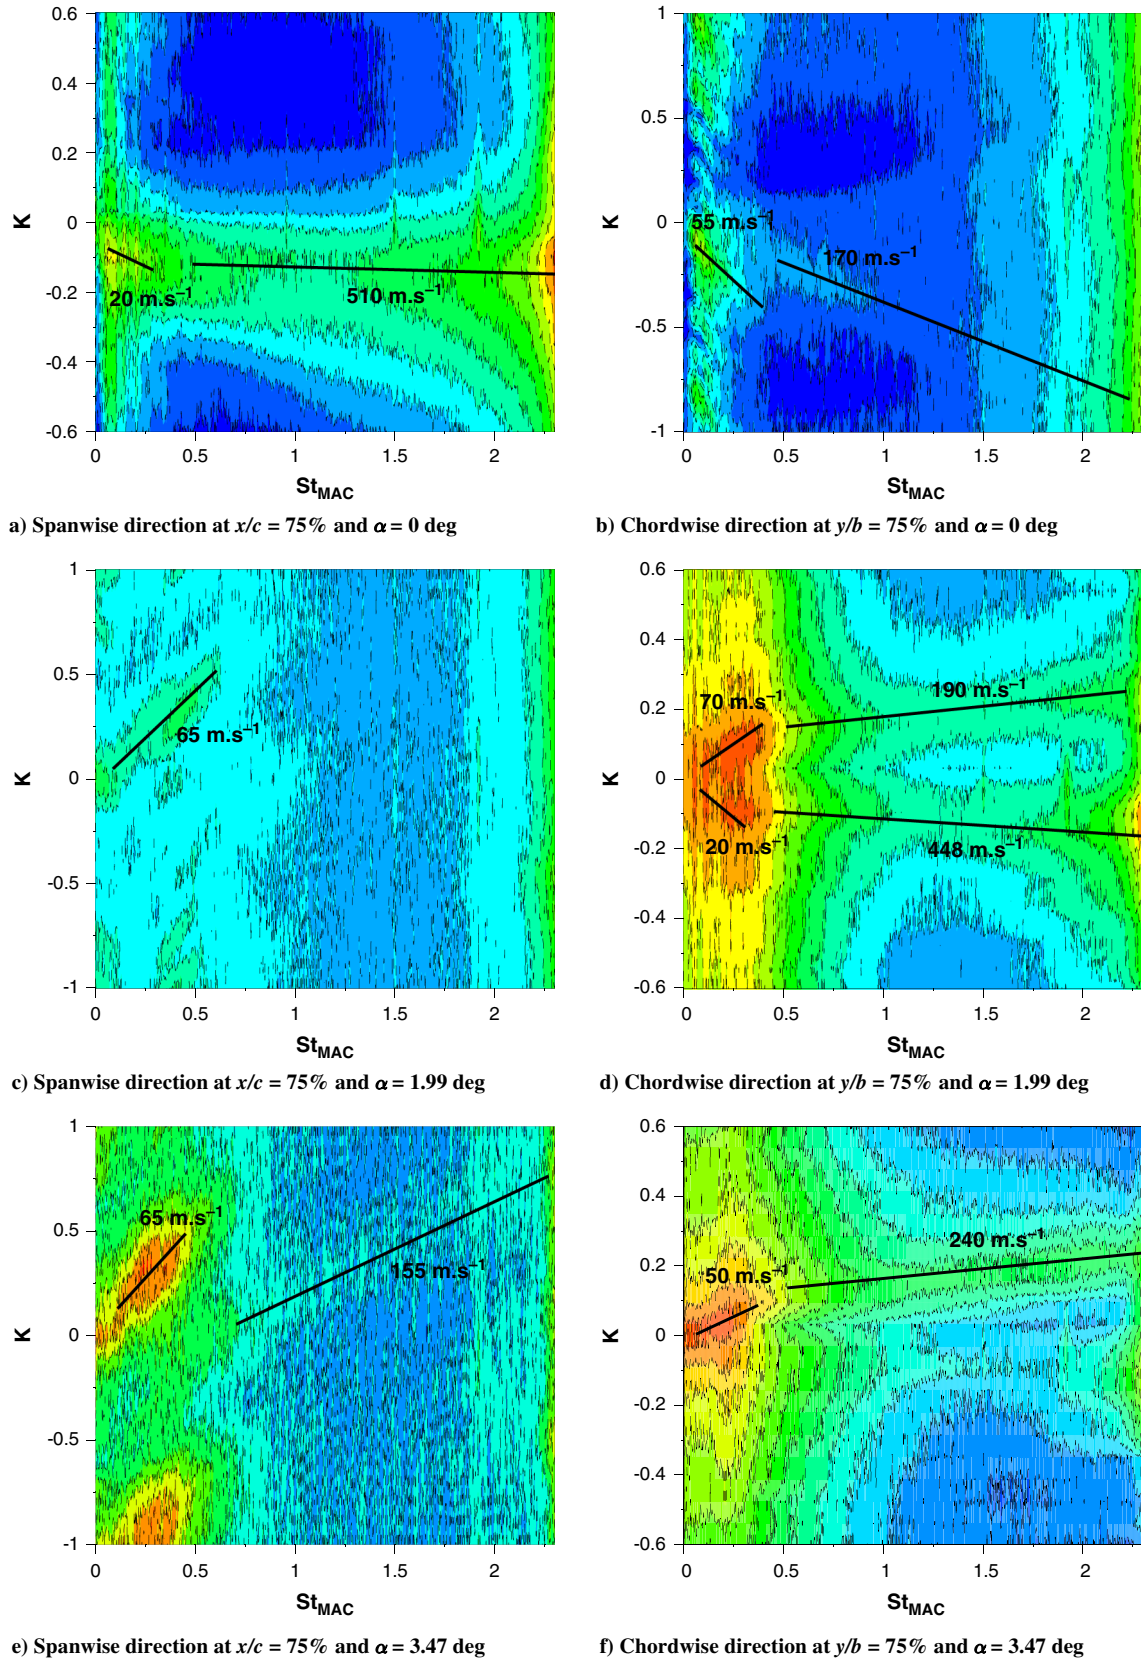 0.6
0.4
0.2
0
-0.2
-0.4
-0.6
K
20 m.s⁻¹
510 m.s⁻¹
0 0.5 1 1.5 2
St_MAC
a) Spanwise direction at x/c = 75% and α = 0 deg
1
0.5
0
-0.5
-1
K
55 m.s⁻¹
170 m.s⁻¹
0 0.5 1 1.5 2
St_MAC
b) Chordwise direction at y/b = 75% and α = 0 deg
1
0.5
0
-0.5
-1
K
65 m.s⁻¹
0 0.5 1 1.5 2
St_MAC
c) Spanwise direction at x/c = 75% and α = 1.99 deg
0.6
0.4
0.2
0
-0.2
-0.4
-0.6
K
70 m.s⁻¹
190 m.s⁻¹
20 m.s⁻¹
448 m.s⁻¹
0 0.5 1 1.5 2
St_MAC
d) Chordwise direction at y/b = 75% and α = 1.99 deg
1
0.5
0
-0.5
-1
K
65 m.s⁻¹
155 m.s⁻¹
0 0.5 1 1.5 2
St_MAC
e) Spanwise direction at x/c = 75% and α = 3.47 deg
0.6
0.4
0.2
0
-0.2
-0.4
-0.6
K
240 m.s⁻¹
50 m.s⁻¹
0 0.5 1 1.5 2
St_MAC
f) Chordwise direction at y/b = 75% and α = 3.47 deg